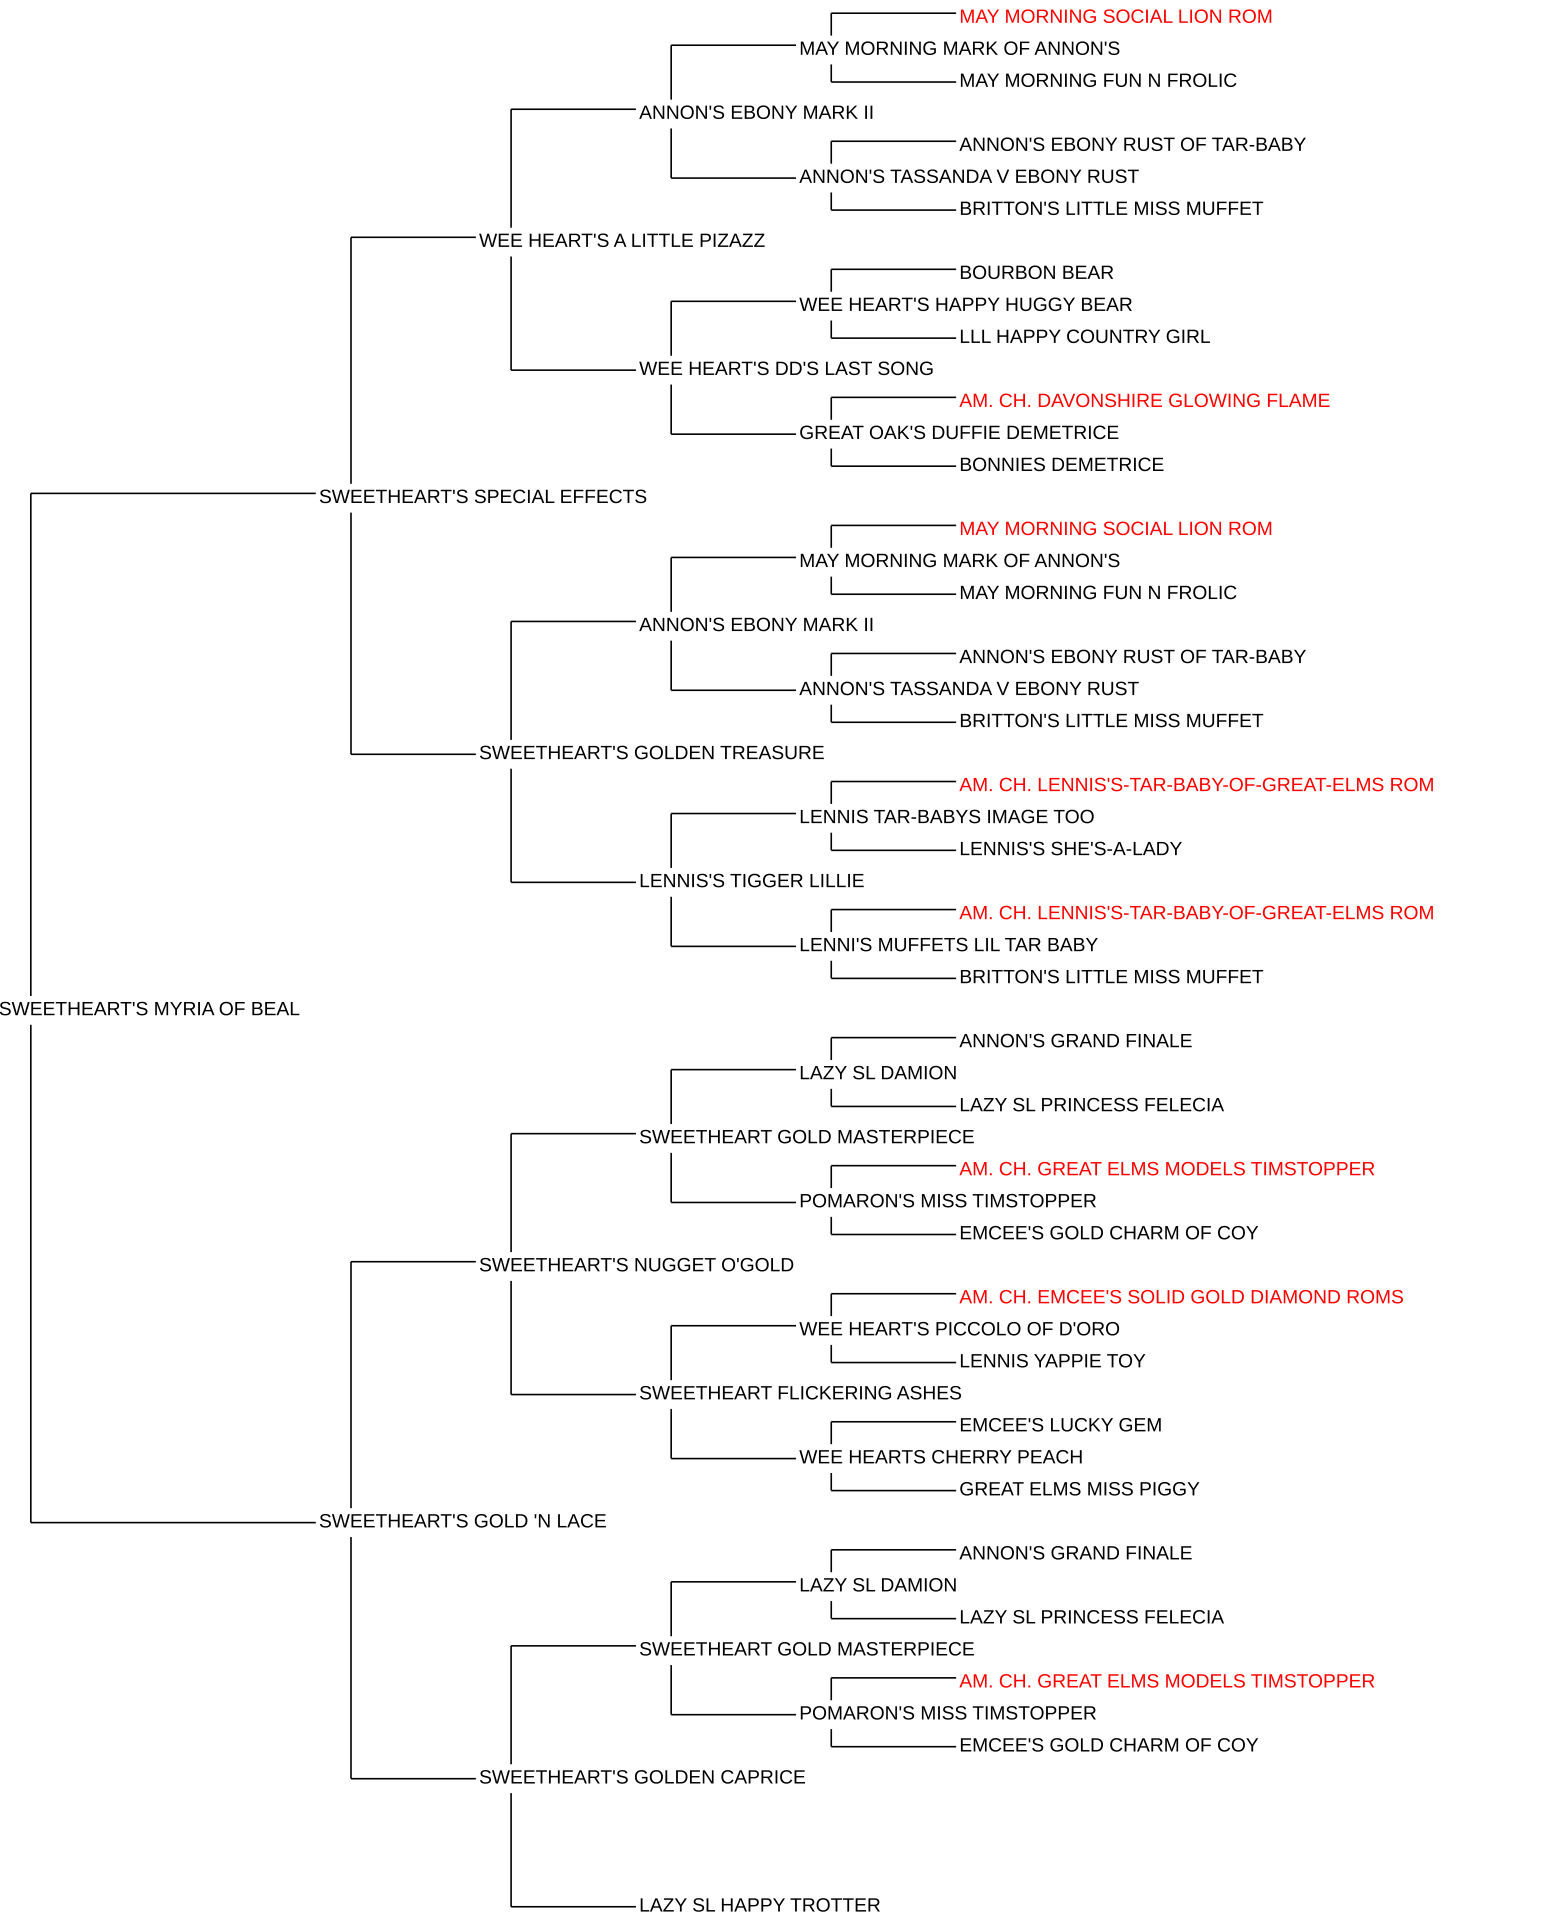 MAY MORNING SOCIAL LION ROM
MAY MORNING MARK OF ANNON'S
MAY MORNING FUN N FROLIC
ANNON'S EBONY MARK II
ANNON'S EBONY RUST OF TAR-BABY
ANNON'S TASSANDA V EBONY RUST
BRITTON'S LITTLE MISS MUFFET
WEE HEART'S A LITTLE PIZAZZ
BOURBON BEAR
WEE HEART'S HAPPY HUGGY BEAR
LLL HAPPY COUNTRY GIRL
WEE HEART'S DD'S LAST SONG
AM. CH. DAVONSHIRE GLOWING FLAME
GREAT OAK'S DUFFIE DEMETRICE
BONNIES DEMETRICE
SWEETHEART'S SPECIAL EFFECTS
MAY MORNING SOCIAL LION ROM
MAY MORNING MARK OF ANNON'S
MAY MORNING FUN N FROLIC
ANNON'S EBONY MARK II
ANNON'S EBONY RUST OF TAR-BABY
ANNON'S TASSANDA V EBONY RUST
BRITTON'S LITTLE MISS MUFFET
SWEETHEART'S GOLDEN TREASURE
AM. CH. LENNIS'S-TAR-BABY-OF-GREAT-ELMS ROM
LENNIS TAR-BABYS IMAGE TOO
LENNIS'S SHE'S-A-LADY
LENNIS'S TIGGER LILLIE
AM. CH. LENNIS'S-TAR-BABY-OF-GREAT-ELMS ROM
LENNI'S MUFFETS LIL TAR BABY
BRITTON'S LITTLE MISS MUFFET
SWEETHEART'S MYRIA OF BEAL
ANNON'S GRAND FINALE
LAZY SL DAMION
LAZY SL PRINCESS FELECIA
SWEETHEART GOLD MASTERPIECE
AM. CH. GREAT ELMS MODELS TIMSTOPPER
POMARON'S MISS TIMSTOPPER
EMCEE'S GOLD CHARM OF COY
SWEETHEART'S NUGGET O'GOLD
AM. CH. EMCEE'S SOLID GOLD DIAMOND ROMS
WEE HEART'S PICCOLO OF D'ORO
LENNIS YAPPIE TOY
SWEETHEART FLICKERING ASHES
EMCEE'S LUCKY GEM
WEE HEARTS CHERRY PEACH
GREAT ELMS MISS PIGGY
SWEETHEART'S GOLD 'N LACE
ANNON'S GRAND FINALE
LAZY SL DAMION
LAZY SL PRINCESS FELECIA
SWEETHEART GOLD MASTERPIECE
AM. CH. GREAT ELMS MODELS TIMSTOPPER
POMARON'S MISS TIMSTOPPER
EMCEE'S GOLD CHARM OF COY
SWEETHEART'S GOLDEN CAPRICE
LAZY SL HAPPY TROTTER